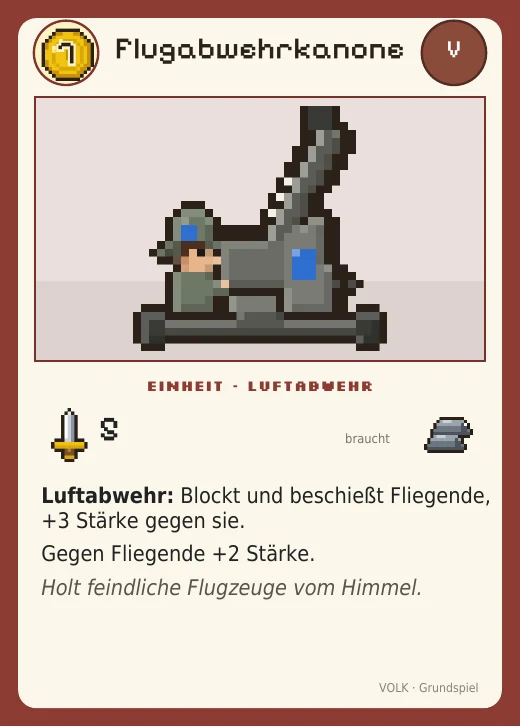 7 Flugabwehrkanone V
EINHEIT · LUFTABWEHR
8 braucht
Luftabwehr: Blockt und beschießt Fliegende,
+3 Stärke gegen sie.
Gegen Fliegende +2 Stärke.
Holt feindliche Flugzeuge vom Himmel.
VOLK · Grundspiel